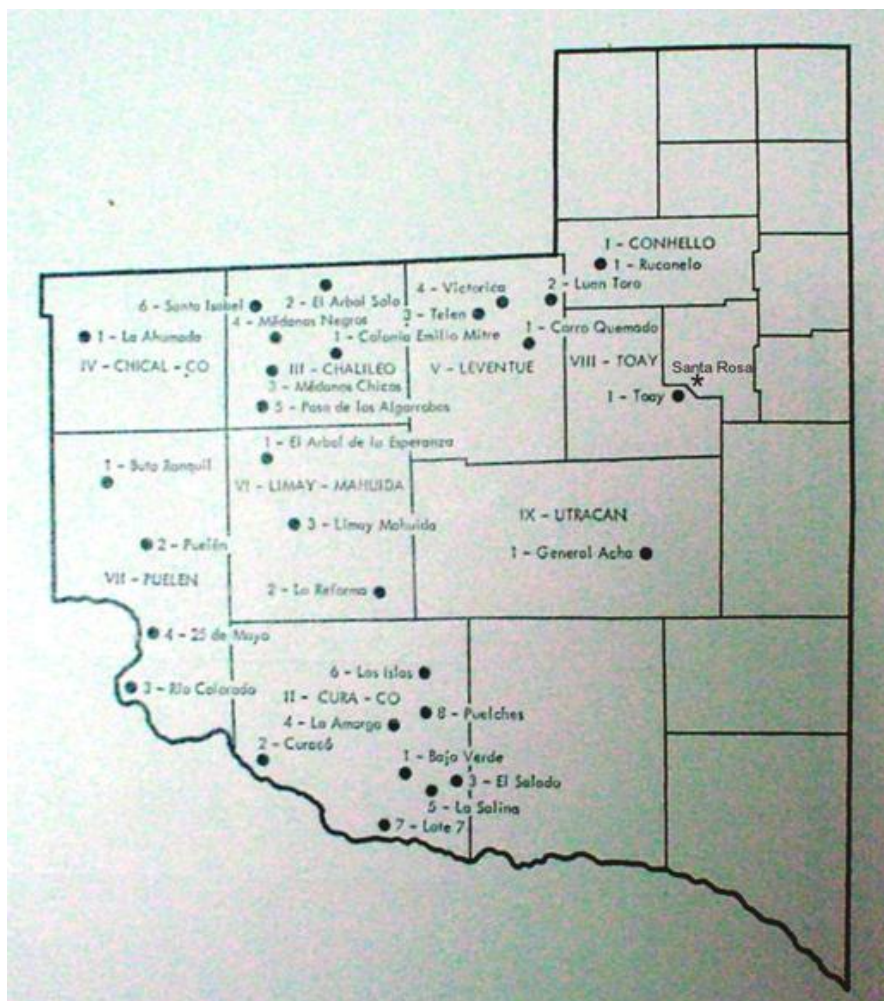 I - CONHELLO
1 - Rucanelo
6 - Santa Isabel
2 - El Arbol Solo
4 - Victorica
2 - Luan Toro
3 - Telen
4 - Médanos Negros
1 - La Ahumada
1 - Colonia Emilio Mitre
1 - Carro Quemado
IV - CHICAL - CO
III - CHALILEO
V - LEVENTUE
VIII - TOAY
Santa Rosa
*
3 - Médanos Chicos
1 - Toay
5 - Paso de los Algarrobos
1 - El Arbol de la Esperanza
1 - Buta Ranquil
VI - LIMAY - MAHUIDA
IX - UTRACAN
3 - Limay Mahuida
2 - Puelén
1 - General Acha
VII - PUELEN
2 - La Reforma
4 - 25 de Mayo
6 - Los Islas
3 - Río Colorado
II - CURA - CO
8 - Puelches
4 - La Amarga
2 - Curacó
1 - Bajo Verde
3 - El Salado
5 - La Salina
7 - Lote 7